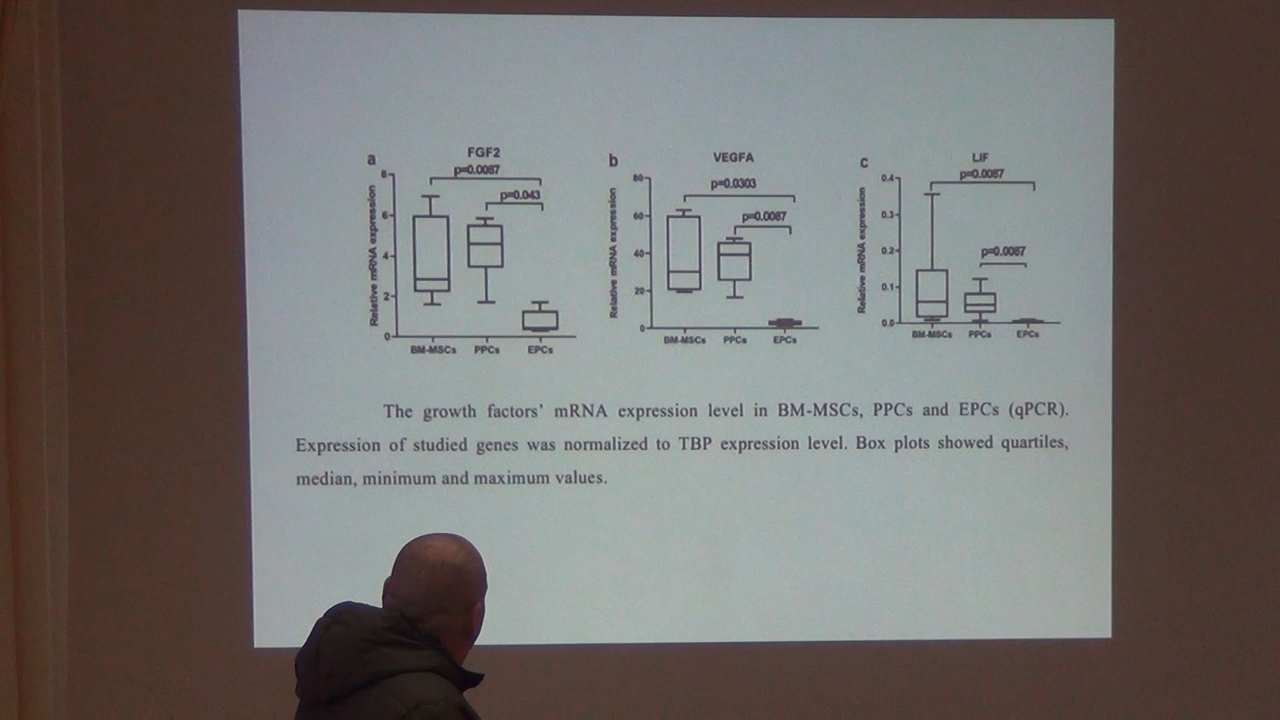 a
FGF2
p=0.0087
p=0.043
Relative mRNA expression
8
6
4
2
0
BM-MSCs PPCs EPCs
b
VEGFA
p=0.0303
p=0.0087
Relative mRNA expression
80
60
40
20
0
BM-MSCs PPCs EPCs
c
LIF
p=0.0087
p=0.0087
Relative mRNA expression
0.4
0.3
0.2
0.1
0.0
BM-MSCs PPCs EPCs
The growth factors’ mRNA expression level in BM-MSCs, PPCs and EPCs (qPCR).
Expression of studied genes was normalized to TBP expression level. Box plots showed quartiles,
median, minimum and maximum values.